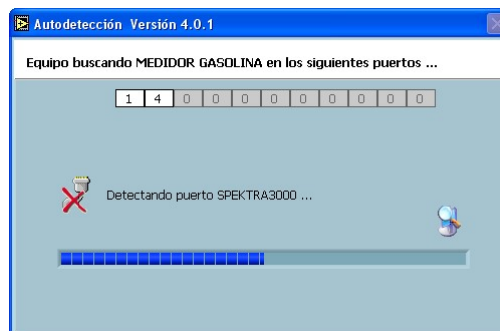 Autodetección Versión 4.0.1
Equipo buscando MEDIDOR GASOLINA en los siguientes puertos ...
1 4 0 0 0 0 0 0 0 0 0
Detectando puerto SPEKTRA3000 ...